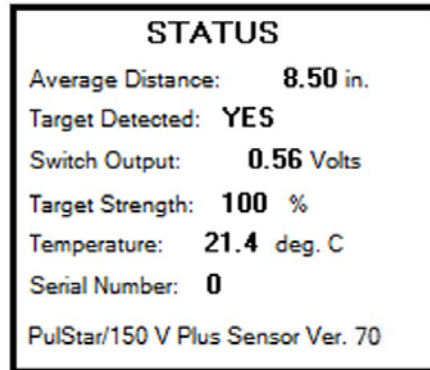 STATUS
Average Distance: 8.50 in.
Target Detected: YES
Switch Output: 0.56 Volts
Target Strength: 100 %
Temperature: 21.4 deg. C
Serial Number: 0
PulStar/150 V Plus Sensor Ver. 70